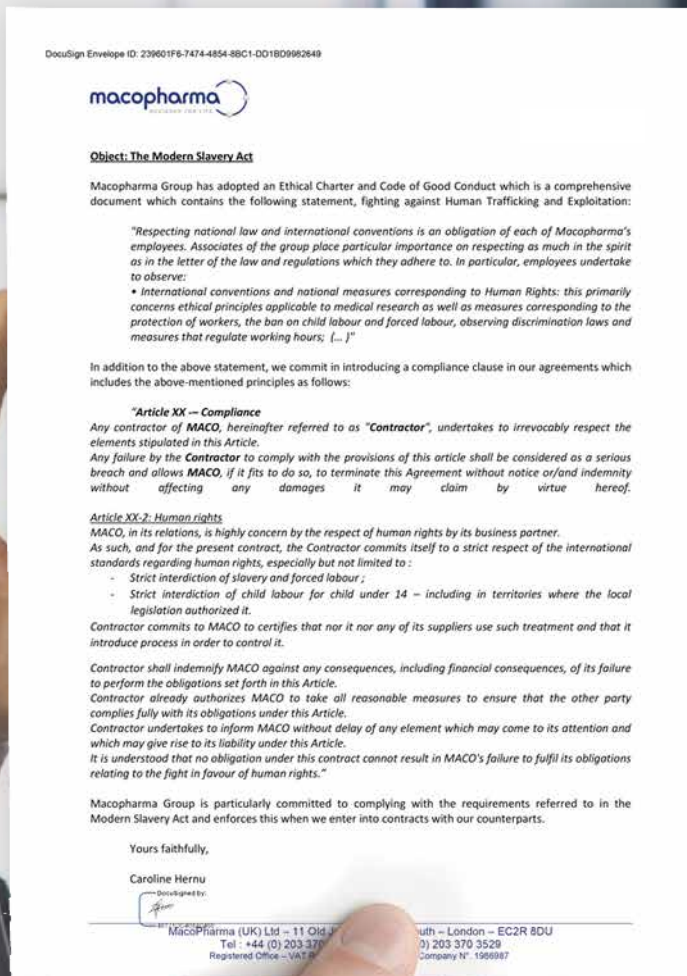 DocuSign Envelope ID: 239601F6-7474-4854-8BC1-DD1BD9982649
macopharma
Object: The Modern Slavery Act
Macopharma Group has adopted an Ethical Charter and Code of Good Conduct which is a comprehensive
document which contains the following statement, fighting against Human Trafficking and Exploitation:
"Respecting national law and international conventions is an obligation of each of Macopharma's
employees. Associates of the group place particular importance on respecting as much in the spirit
as in the letter of the law and regulations which they adhere to. In particular, employees undertake
to observe:
• International conventions and national measures corresponding to Human Rights: this primarily
concerns ethical principles applicable to medical research as well as measures corresponding to the
protection of workers, the ban on child labour and forced labour, observing discrimination laws and
measures that regulate working hours; (... )"
In addition to the above statement, we commit in introducing a compliance clause in our agreements which
includes the above-mentioned principles as follows:
"Article XX -– Compliance
Any contractor of MACO, hereinafter referred to as "Contractor", undertakes to irrevocably respect the
elements stipulated in this Article.
Any failure by the Contractor to comply with the provisions of this article shall be considered as a serious
breach and allows MACO, if it fits to do so, to terminate this Agreement without notice or/and indemnity
without affecting any damages it may claim by virtue hereof.
Article XX-2: Human rights
MACO, in its relations, is highly concern by the respect of human rights by its business partner.
As such, and for the present contract, the Contractor commits itself to a strict respect of the international
standards regarding human rights, especially but not limited to :
- Strict interdiction of slavery and forced labour ;
- Strict interdiction of child labour for child under 14 – including in territories where the local
legislation authorized it.
Contractor commits to MACO to certifies that nor it nor any of its suppliers use such treatment and that it
introduce process in order to control it.
Contractor shall indemnify MACO against any consequences, including financial consequences, of its failure
to perform the obligations set forth in this Article.
Contractor already authorizes MACO to take all reasonable measures to ensure that the other party
complies fully with its obligations under this Article.
Contractor undertakes to inform MACO without delay of any element which may come to its attention and
which may give rise to its liability under this Article.
It is understood that no obligation under this contract cannot result in MACO's failure to fulfil its obligations
relating to the fight in favour of human rights."
Macopharma Group is particularly committed to complying with the requirements referred to in the
Modern Slavery Act and enforces this when we enter into contracts with our counterparts.
Yours faithfully,
Caroline Hernu
DocuSigned by:
MacoPharma (UK) Ltd – 11 Old – London – EC2R 8DU
Tel : +44 (0) 203 370 3529
Registered Office – VAT Company N°. 1986987